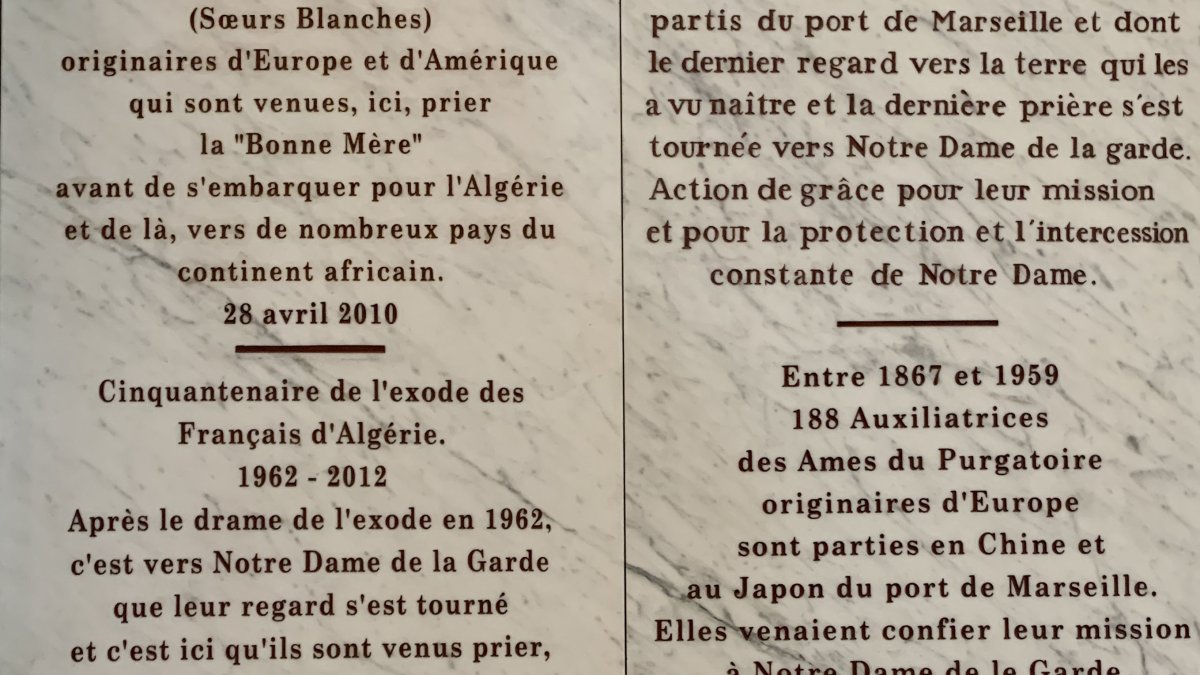 (Sœurs Blanches)
originaires d'Europe et d'Amérique
qui sont venues, ici, prier
la "Bonne Mère"
avant de s'embarquer pour l'Algérie
et de là, vers de nombreux pays du
continent africain.
28 avril 2010
Cinquantenaire de l'exode des
Français d'Algérie.
1962 - 2012
Après le drame de l'exode en 1962,
c'est vers Notre Dame de la Garde
que leur regard s'est tourné
et c'est ici qu'ils sont venus prier,
partis du port de Marseille et dont
le dernier regard vers la terre qui les
a vu naître et la dernière prière s'est
tournée vers Notre Dame de la garde.
Action de grâce pour leur mission
et pour la protection et l'intercession
constante de Notre Dame.
Entre 1867 et 1959
188 Auxiliatrices
des Ames du Purgatoire
originaires d'Europe
sont parties en Chine et
au Japon du port de Marseille.
Elles venaient confier leur mission
à Notre Dame de le Garde